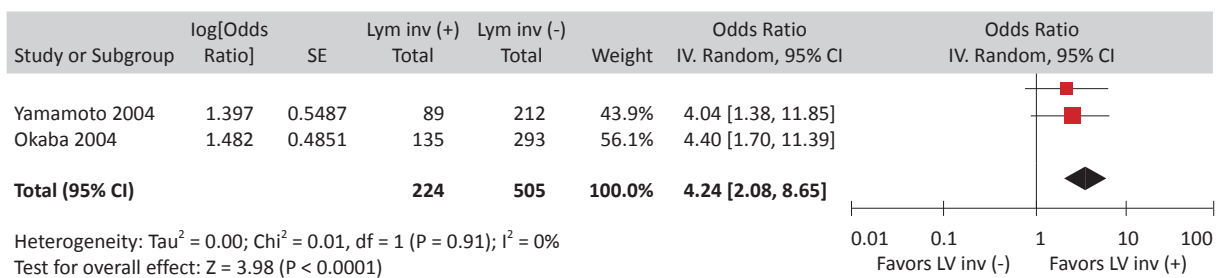 Study or Subgroup log[Odds Ratio] SE Lym inv (+) Total Lym inv (-) Total Weight Odds Ratio IV. Random, 95% CI Odds Ratio IV. Random, 95% CI
Yamamoto 2004 1.397 0.5487 89 212 43.9% 4.04 [1.38, 11.85]
Okaba 2004 1.482 0.4851 135 293 56.1% 4.40 [1.70, 11.39]
Total (95% CI) 224 505 100.0% 4.24 [2.08, 8.65]
Heterogeneity: Tau² = 0.00; Chi² = 0.01, df = 1 (P = 0.91); I² = 0%
Test for overall effect: Z = 3.98 (P < 0.0001)
0.01 0.1 1 10 100
Favors LV inv (-) Favors LV inv (+)